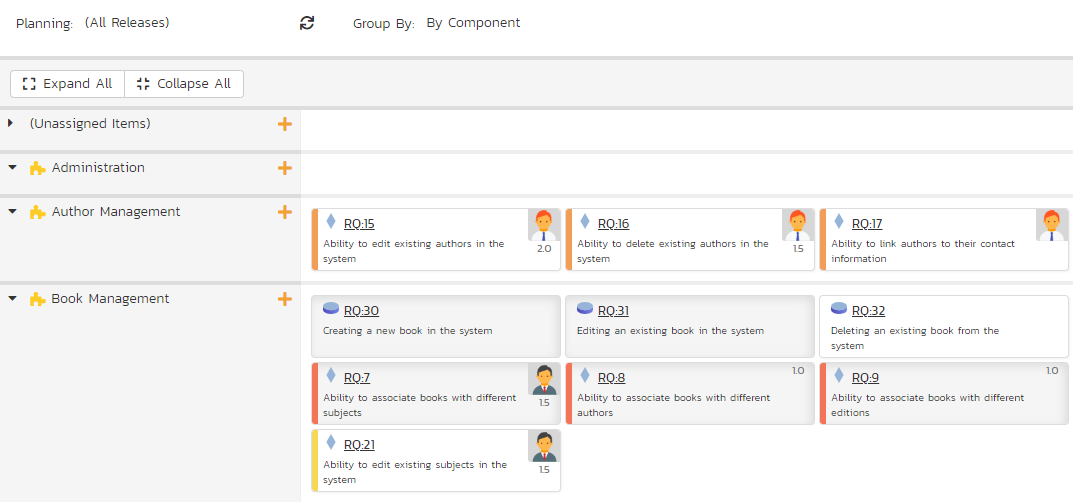 Planning: (All Releases) Group By: By Component
Expand All Collapse All
(Unassigned Items)
Administration
Author Management
RQ:15
Ability to edit existing authors in the
system
2.0
RQ:16
Ability to delete existing authors in the
system
1.5
RQ:17
Ability to link authors to their contact
information
Book Management
RQ:30
Creating a new book in the system
RQ:31
Editing an existing book in the system
RQ:32
Deleting an existing book from the
system
RQ:7
Ability to associate books with different
subjects
1.5
RQ:8
1.0
Ability to associate books with different
authors
RQ:9
1.0
Ability to associate books with different
editions
RQ:21
Ability to edit existing subjects in the
system
1.5